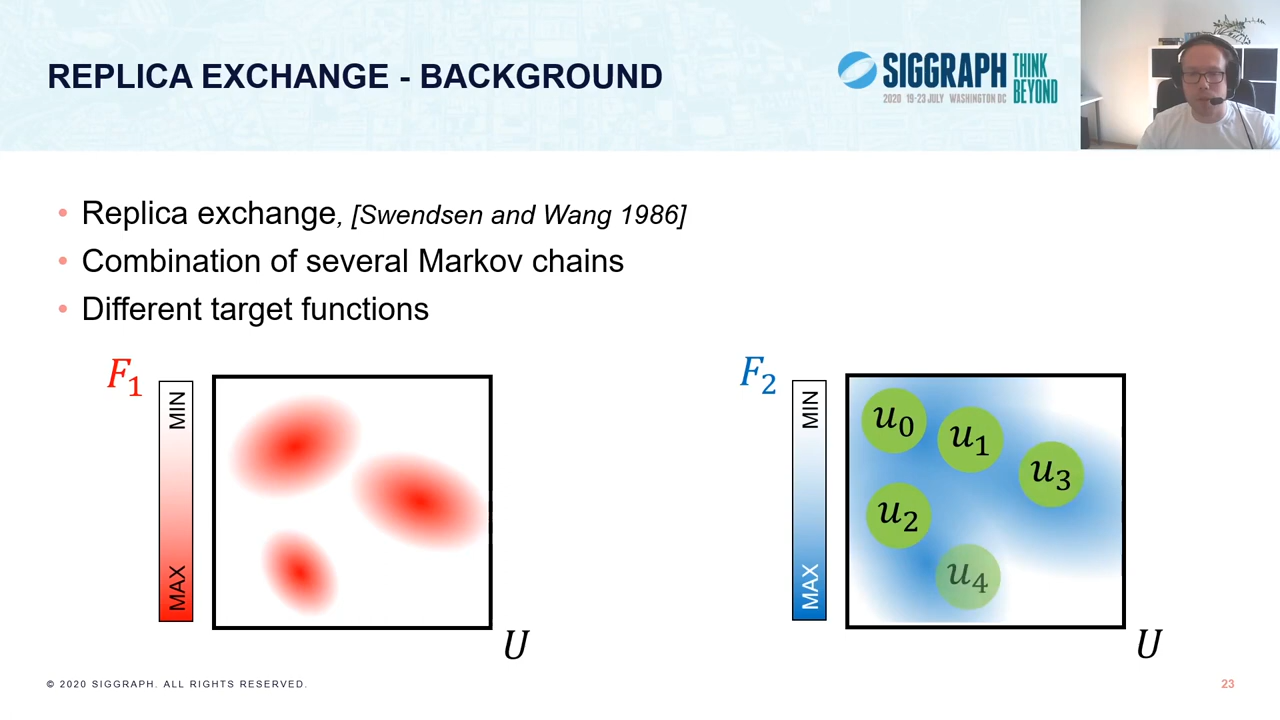 REPLICA EXCHANGE - BACKGROUND
SIGGRAPH THINK BEYOND
2020 19-23 JULY WASHINGTON DC
• Replica exchange, [Swendsen and Wang 1986]
• Combination of several Markov chains
• Different target functions
F₁
MIN
MAX
U
F₂
MIN
MAX
u₀
u₁
u₃
u₂
u₄
U
© 2020 SIGGRAPH. ALL RIGHTS RESERVED.
23